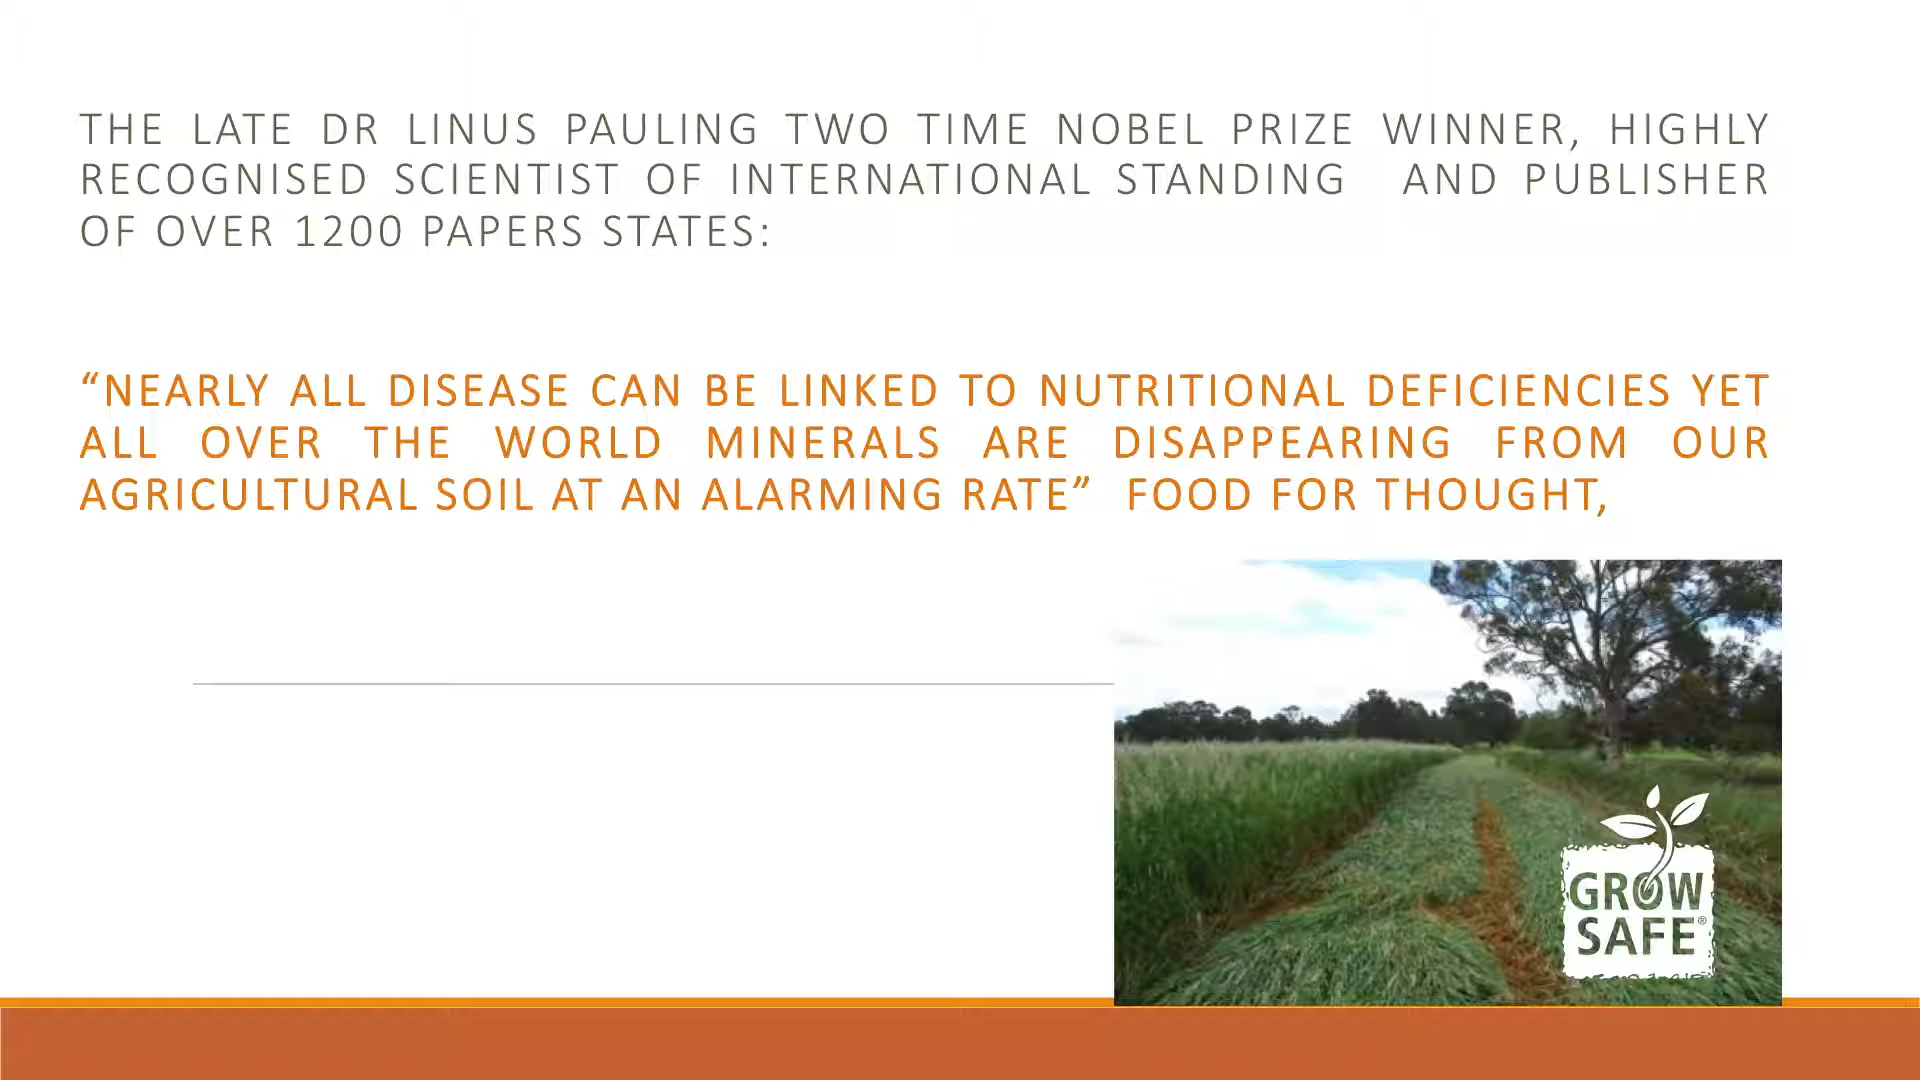 THE LATE DR LINUS PAULING TWO TIME NOBEL PRIZE WINNER, HIGHLY
RECOGNISED SCIENTIST OF INTERNATIONAL STANDING AND PUBLISHER
OF OVER 1200 PAPERS STATES:
“NEARLY ALL DISEASE CAN BE LINKED TO NUTRITIONAL DEFICIENCIES YET
ALL OVER THE WORLD MINERALS ARE DISAPPEARING FROM OUR
AGRICULTURAL SOIL AT AN ALARMING RATE” FOOD FOR THOUGHT,
GROW
SAFE®